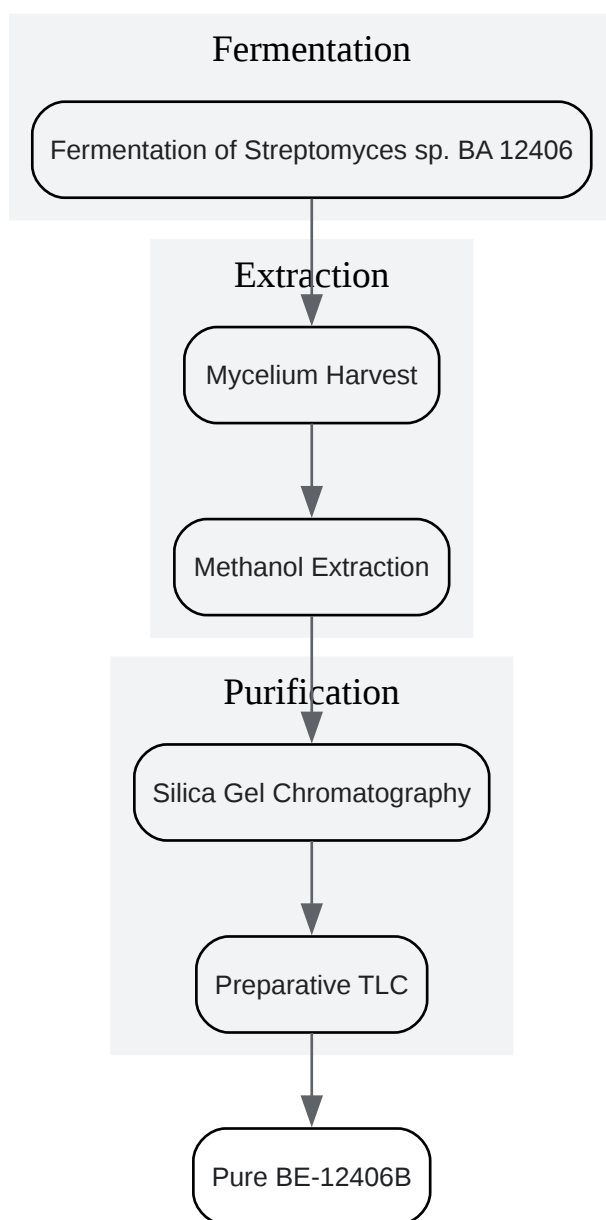 Fermentation
Fermentation of Streptomyces sp. BA 12406
Extraction
Mycelium Harvest
Methanol Extraction
Purification
Silica Gel Chromatography
Preparative TLC
Pure BE-12406B